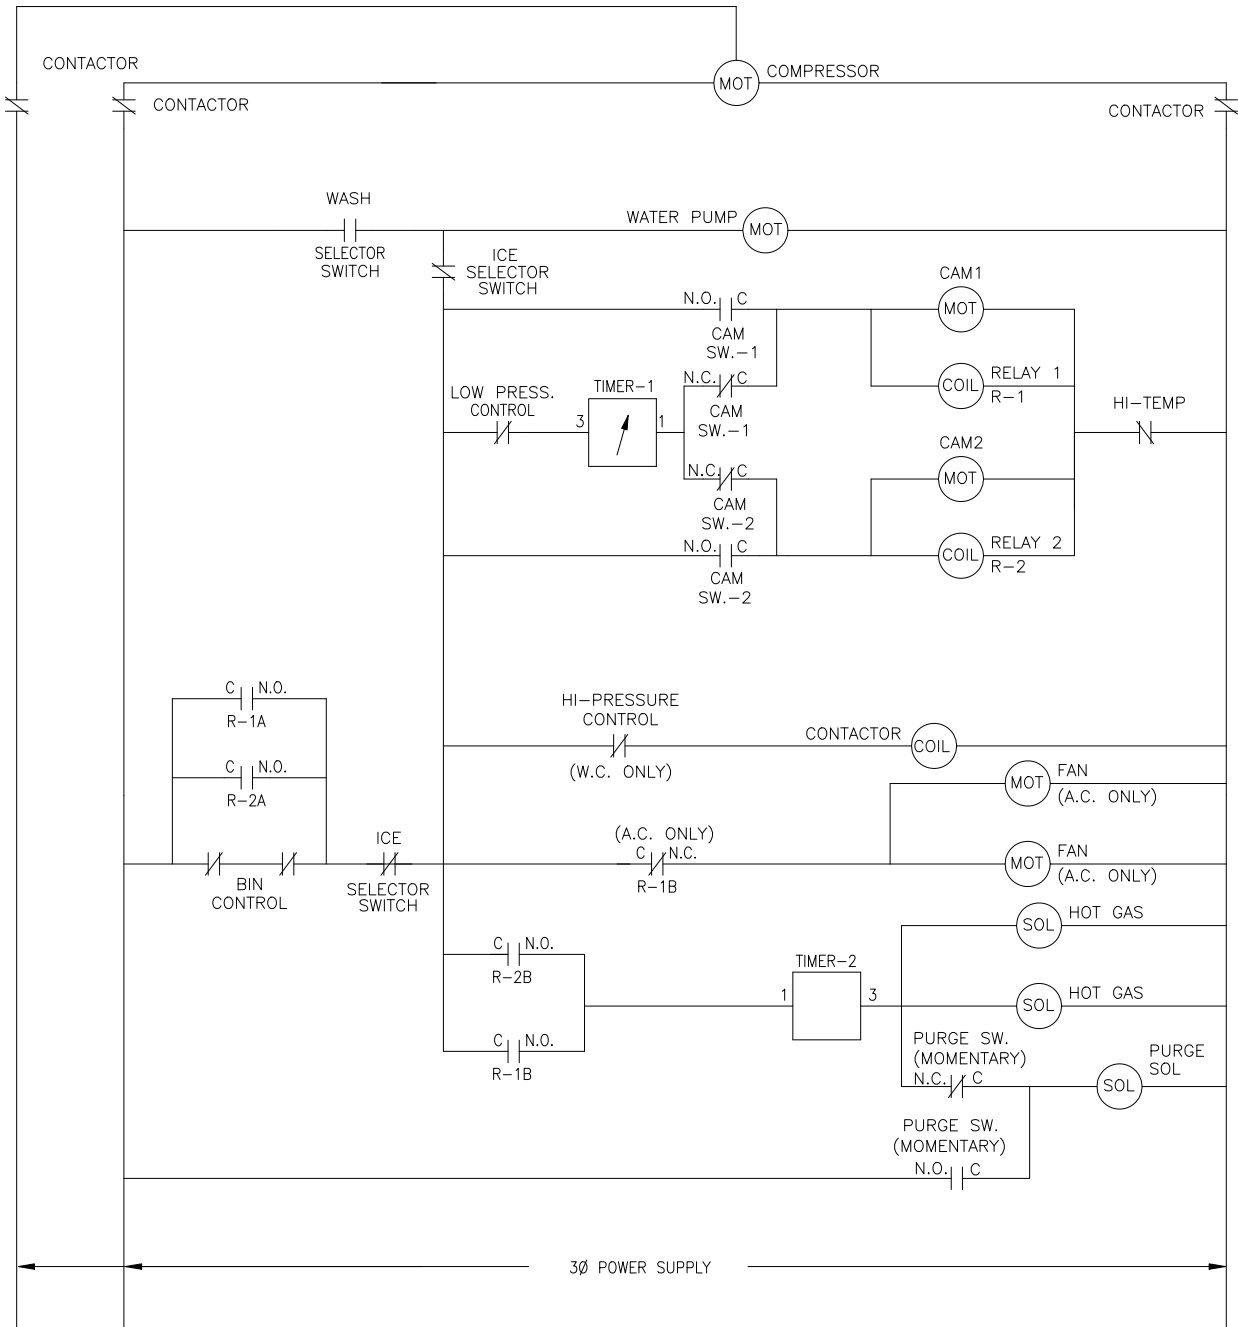 CONTACTOR
MOT COMPRESSOR
CONTACTOR
CONTACTOR
WASH
SELECTOR
SWITCH
WATER PUMP MOT
ICE
SELECTOR
SWITCH
CAM1
MOT
N.O. C
CAM
SW.-1
LOW PRESS.
CONTROL
TIMER-1
3
1
N.C. C
CAM
SW.-1
COIL RELAY 1
R-1
HI-TEMP
CAM2
MOT
N.C. C
CAM
SW.-2
N.O. C
CAM
SW.-2
COIL RELAY 2
R-2
C N.O.
R-1A
C N.O.
R-2A
HI-PRESSURE
CONTROL
(W.C. ONLY)
CONTACTOR COIL
MOT FAN
(A.C. ONLY)
BIN
CONTROL
ICE
SELECTOR
SWITCH
(A.C. ONLY)
C N.C.
R-1B
MOT FAN
(A.C. ONLY)
C N.O.
R-2B
C N.O.
R-1B
TIMER-2
1
3
SOL HOT GAS
SOL HOT GAS
PURGE SW.
(MOMENTARY)
N.C. C
SOL
PURGE
SOL
PURGE SW.
(MOMENTARY)
N.O. C
3Ø POWER SUPPLY